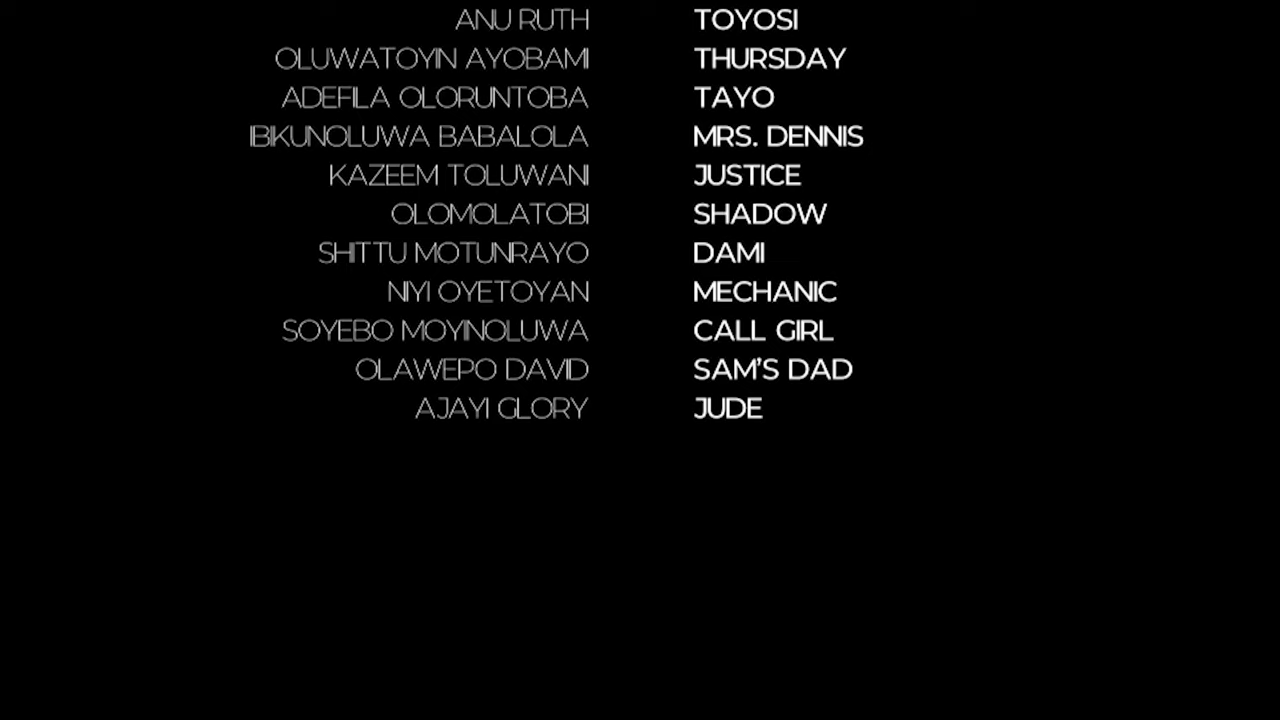 ANU RUTH TOYOSI
OLUWATOYIN AYOBAMI THURSDAY
ADEFILA OLORUNTOBA TAYO
IBIKUNOLUWA BABALOLA MRS. DENNIS
KAZEEM TOLUWANI JUSTICE
OLOMOLATOBI SHADOW
SHITTU MOTUNRAYO DAMI
NIYI OYETOYAN MECHANIC
SOYEBO MOYINOLUWA CALL GIRL
OLAWEPO DAVID SAM'S DAD
AJAYI GLORY JUDE